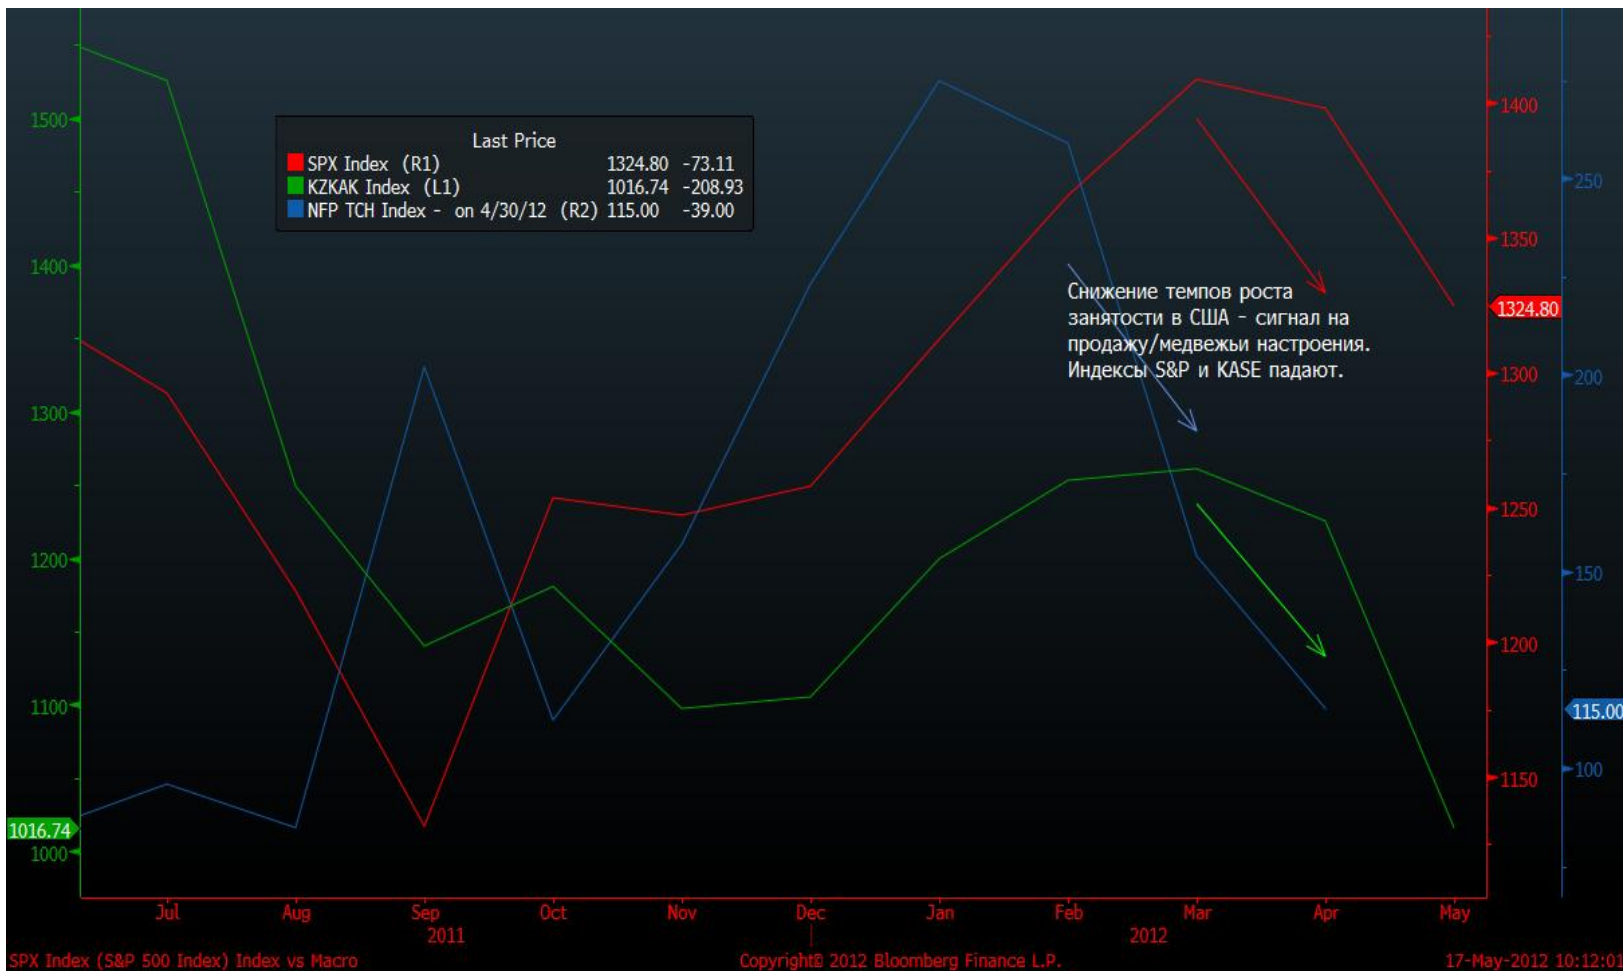 Last Price
SPX Index (R1) 1324.80 -73.11
KZKAK Index (L1) 1016.74 -208.93
NFP TCH Index - on 4/30/12 (R2) 115.00 -39.00
Снижение темпов роста
занятости в США - сигнал на
продажу/медвежьи настроения.
Индексы S&P и KASE падают.
1500
1400
1300
1200
1100
1016.74
1000
1400
1350
1324.80
1300
1250
1200
1150
250
200
150
115.00
100
Jul Aug Sep Oct Nov Dec Jan Feb Mar Apr May
2011 2012
SPX Index (S&P 500 Index) Index vs Macro Copyright© 2012 Bloomberg Finance L.P. 17-May-2012